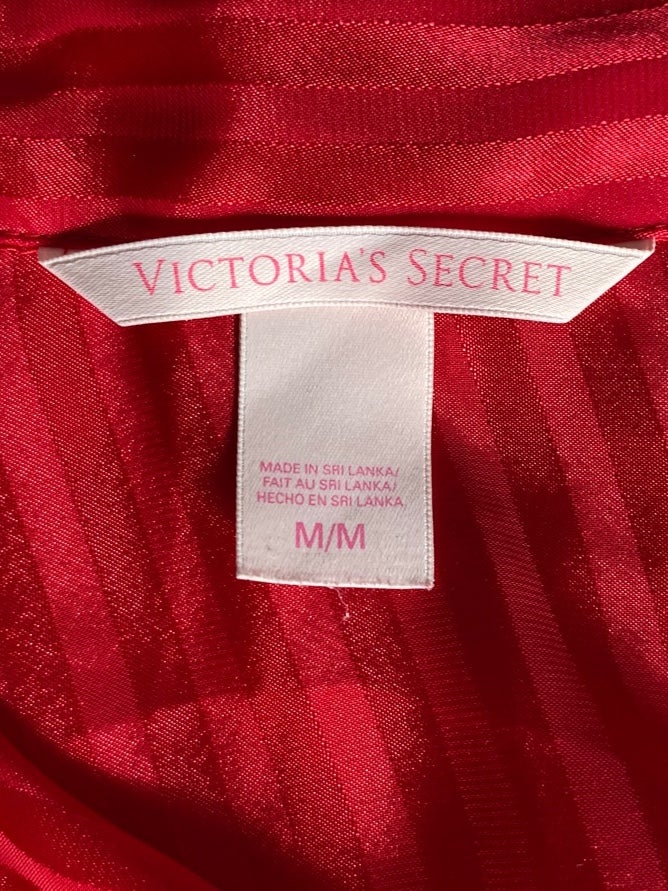 VICTORIA'S SECRET
MADE IN SRI LANKA/
FAIT AU SRI LANKA/
HECHO EN SRI LANKA
M/M